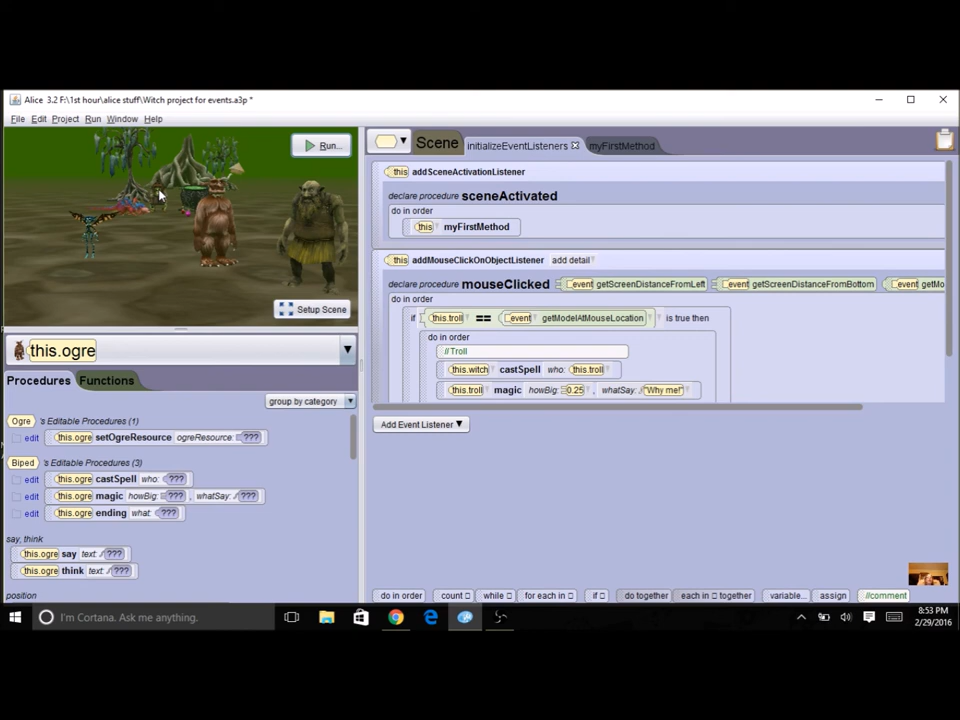 Alice 3.2 F:\1st hour\alice stuff\Witch project for events.a3p *
File Edit Project Run Window Help
Run...
Setup Scene
this.ogre
Procedures Functions
group by category
Ogre 's Editable Procedures (1)
edit this.ogre setOgreResource ogreResource: ???
Biped 's Editable Procedures (3)
edit this.ogre castSpell who: ???
edit this.ogre magic howBig: ??? , whatSay: ???
edit this.ogre ending what: ???
say, think
this.ogre say text: ???
this.ogre think text: ???
position
Scene initializeEventListeners myFirstMethod
this addSceneActivationListener
declare procedure sceneActivated
do in order
this myFirstMethod
this addMouseClickOnObjectListener add detail
declare procedure mouseClicked event getScreenDistanceFromLeft event getScreenDistanceFromBottom event getMo
do in order
if this.troll == event getModelAtMouseLocation is true then
do in order
//Troll
this.witch castSpell who: this.troll
this.troll magic howBig: 0.25 , whatSay: "Why me!"
Add Event Listener
do in order count while for each in if do together each in together variable... assign //comment
I'm Cortana. Ask me anything.
8:53 PM
2/29/2016